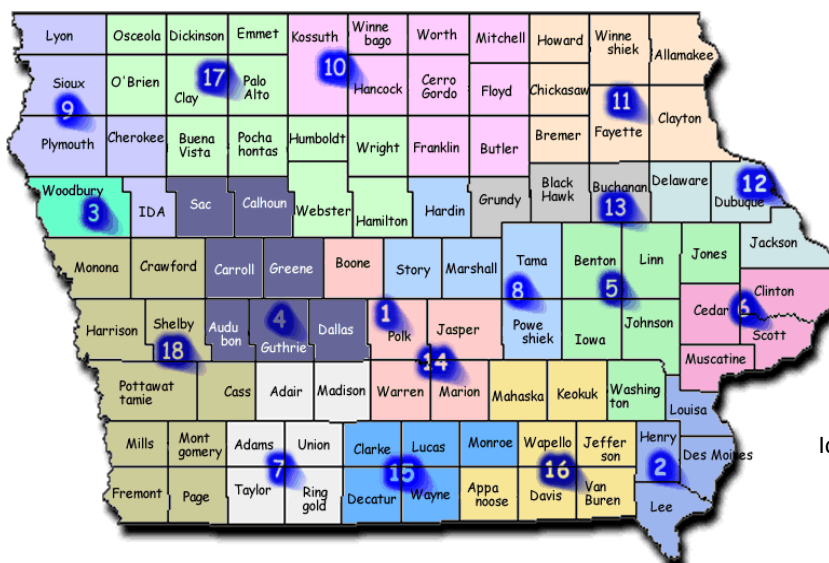 Lyon
Osceola
Dickinson
Emmet
Kossuth
Winne
bago
Worth
Mitchell
Howard
Winne
shiek
Allamakee
Sioux
O'Brien
17
Clay
Palo
Alto
10
Hancock
Cerro
Gordo
Floyd
Chickasaw
11
9
Plymouth
Cherokee
Buena
Vista
Pocha
hontas
Humboldt
Wright
Franklin
Butler
Bremer
Fayette
Clayton
Woodbury
3
IDA
Sac
Calhoun
Webster
Hamilton
Hardin
Grundy
Black
Hawk
Buchanan
13
Delaware
12
Dubuque
Monona
Crawford
Carroll
Greene
Boone
Story
Marshall
Tama
8
Benton
5
Linn
Jones
Jackson
Harrison
Shelby
18
Audu
bon
4
Guthrie
Dallas
1
Polk
Jasper
14
Powe
shiek
Iowa
Johnson
Cedar
6
Clinton
Scott
Muscatine
Pottawat
tamie
Cass
Adair
Madison
Warren
Marion
Mahaska
Keokuk
Washing
ton
Louisa
Mills
Mont
gomery
Adams
Union
7
Clarke
Lucas
15
Monroe
Wapello
16
Jeffer
son
Henry
2
Des Moines
Fremont
Page
Taylor
Ring
gold
Decatur
Wayne
Appa
noose
Davis
Van
Buren
Lee